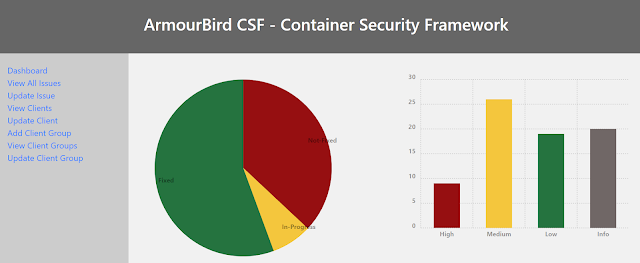 ArmourBird CSF - Container Security Framework
Dashboard
View All Issues
Update Issue
View Clients
Update Client
Add Client Group
View Client Groups
Update Client Group
Not-Fixed
Fixed
In-Progress
30
25
20
15
10
5
0
High
Medium
Low
Info